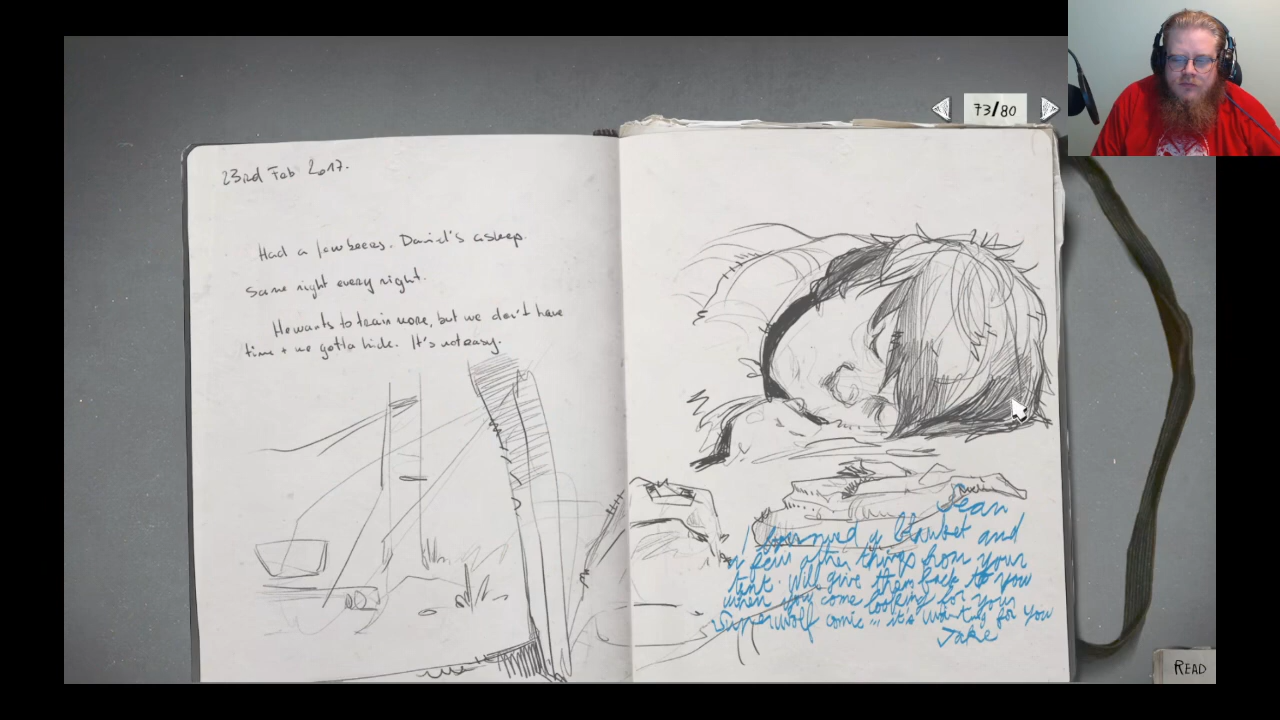 73/80
23rd Feb 2017.
Had a few beers. Daniel's asleep.
Same night every night.
He wants to train more, but we don't have
time + we gotta hide. It's not easy.
Sean
I borrowed a blanket and
a few other things from your
tent. Will give them back to you
when you come looking for your
Superwolf comic... it's waiting for you
Jake
READ